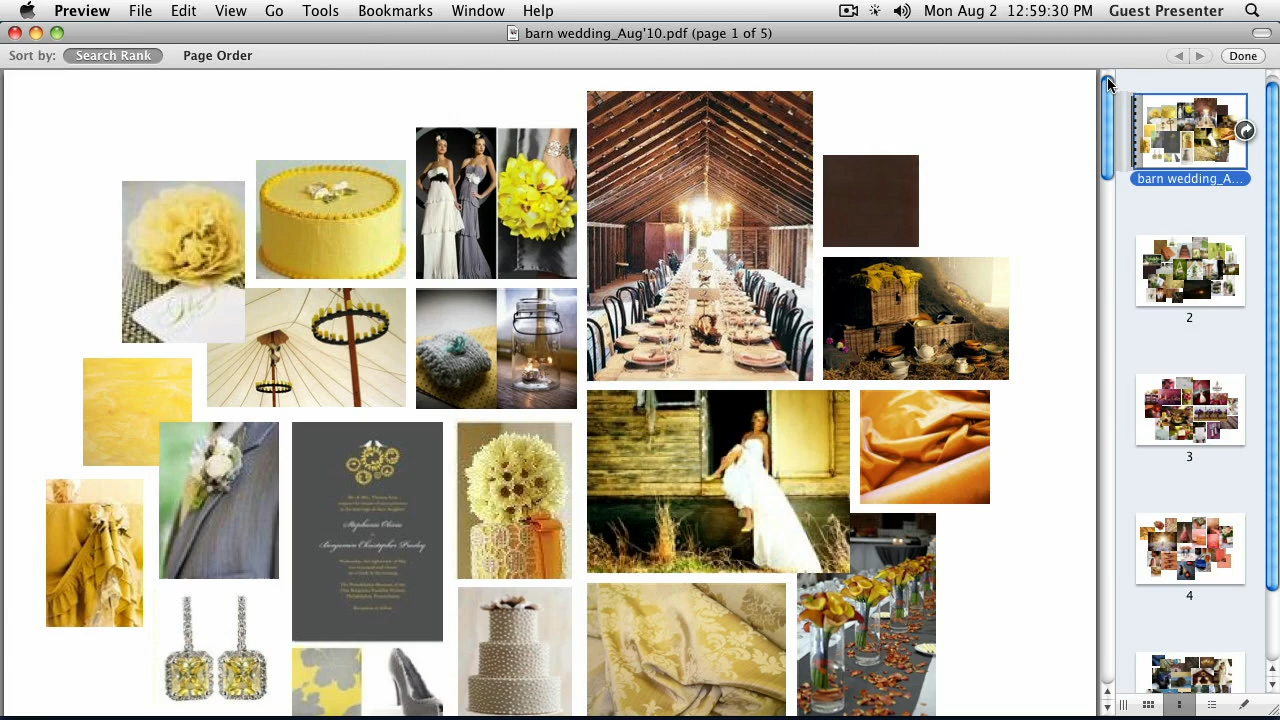 Preview File Edit View Go Tools Bookmarks Window Help Mon Aug 2 12:59:30 PM Guest Presenter
barn wedding_Aug'10.pdf (page 1 of 5)
Sort by: Search Rank Page Order Done
barn wedding_A...
2
3
4
Stephanie Olivia
Benjamin Christopher Presley